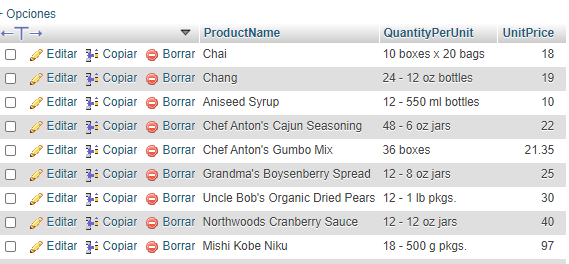 + Opciones
←T→ ProductName QuantityPerUnit UnitPrice
Editar Copiar Borrar Chai 10 boxes x 20 bags 18
Editar Copiar Borrar Chang 24 - 12 oz bottles 19
Editar Copiar Borrar Aniseed Syrup 12 - 550 ml bottles 10
Editar Copiar Borrar Chef Anton's Cajun Seasoning 48 - 6 oz jars 22
Editar Copiar Borrar Chef Anton's Gumbo Mix 36 boxes 21.35
Editar Copiar Borrar Grandma's Boysenberry Spread 12 - 8 oz jars 25
Editar Copiar Borrar Uncle Bob's Organic Dried Pears 12 - 1 lb pkgs. 30
Editar Copiar Borrar Northwoods Cranberry Sauce 12 - 12 oz jars 40
Editar Copiar Borrar Mishi Kobe Niku 18 - 500 g pkgs. 97